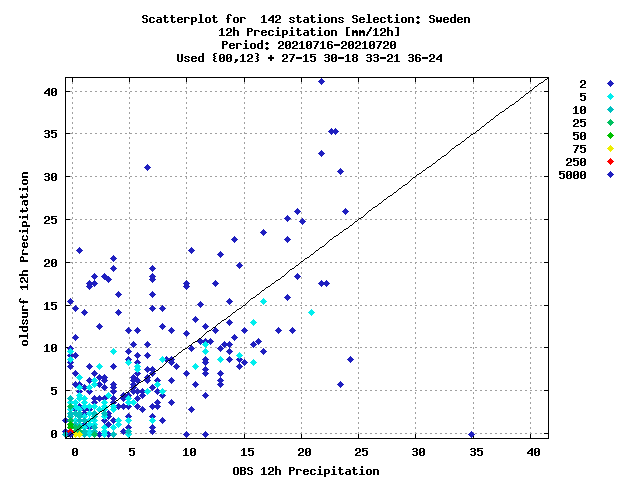 Scatterplot for  142 stations Selection: Sweden
12h Precipitation [mm/12h]
Period: 20210716-20210720
Used {00,12} + 27-15 30-18 33-21 36-24
oldsurf 12h Precipitation
40
35
30
25
20
15
10
5
0
0 5 10 15 20 25 30 35 40
OBS 12h Precipitation
2
5
10
25
50
75
250
5000